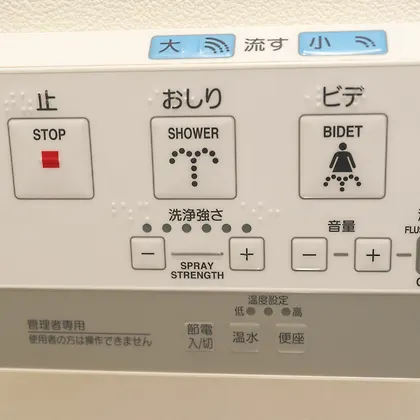 大 流す 小
止 おしり ビデ
STOP SHOWER BIDET
洗浄強さ 音量
− + − +
SPRAY
STRENGTH
温度設定
低 高
管理者専用
使用者の方は操作できません
節電
入/切
温水 便座